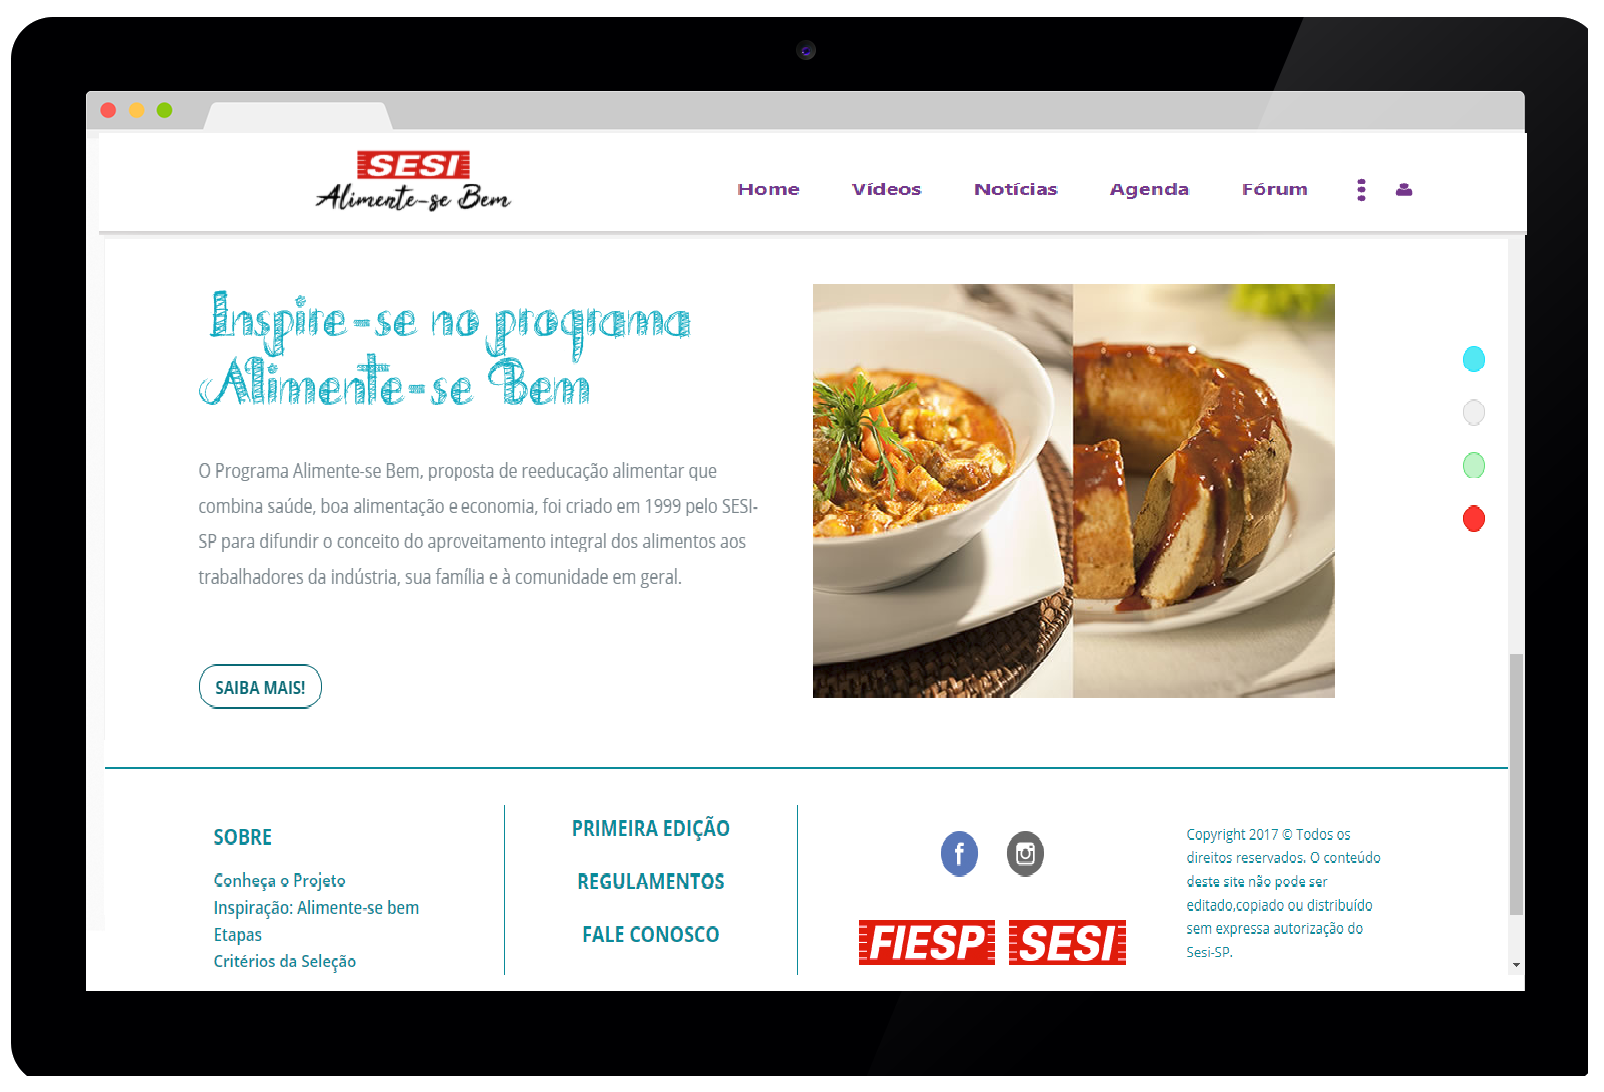 SESI
Alimente-se Bem
Home Vídeos Notícias Agenda Fórum
Inspire-se no programa
Alimente-se Bem
O Programa Alimente-se Bem, proposta de reeducação alimentar que
combina saúde, boa alimentação e economia, foi criado em 1999 pelo SESI-
SP para difundir o conceito do aproveitamento integral dos alimentos aos
trabalhadores da indústria, sua família e à comunidade em geral.
SAIBA MAIS!
SOBRE
Conheça o Projeto
Inspiração: Alimente-se bem
Etapas
Critérios da Seleção
PRIMEIRA EDIÇÃO
REGULAMENTOS
FALE CONOSCO
f
FIESP SESI
Copyright 2017 © Todos os
direitos reservados. O conteúdo
deste site não pode ser
editado,copiado ou distribuído
sem expressa autorização do
Sesi-SP.